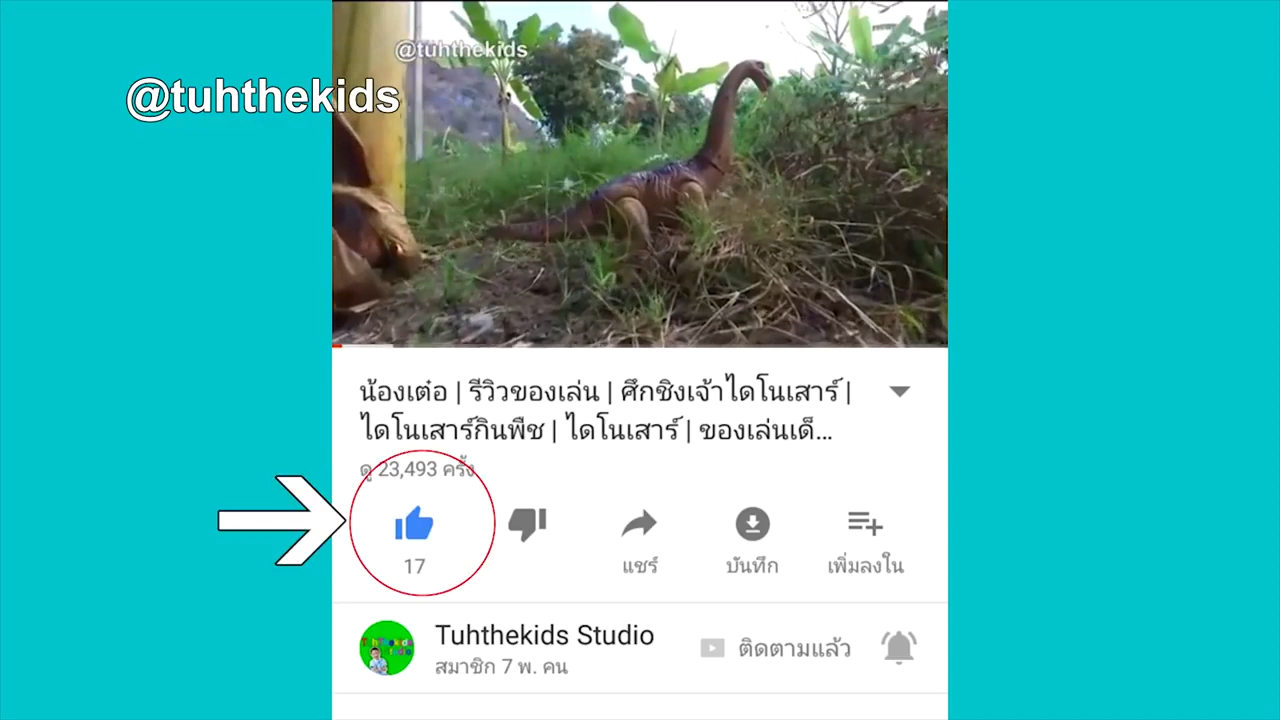 @tuhthekids
@tuhthekids
น้องเต๋อ | รีวิวของเล่น | ศึกชิงเจ้าไดโนเสาร์ |
ไดโนเสาร์กินพืช | ไดโนเสาร์ | ของเล่นเด็...
ดู 23,493 ครั้ง
17
แชร์
บันทึก
เพิ่มลงใน
Tuhthekids Studio
สมาชิก 7 พ. คน
ติดตามแล้ว